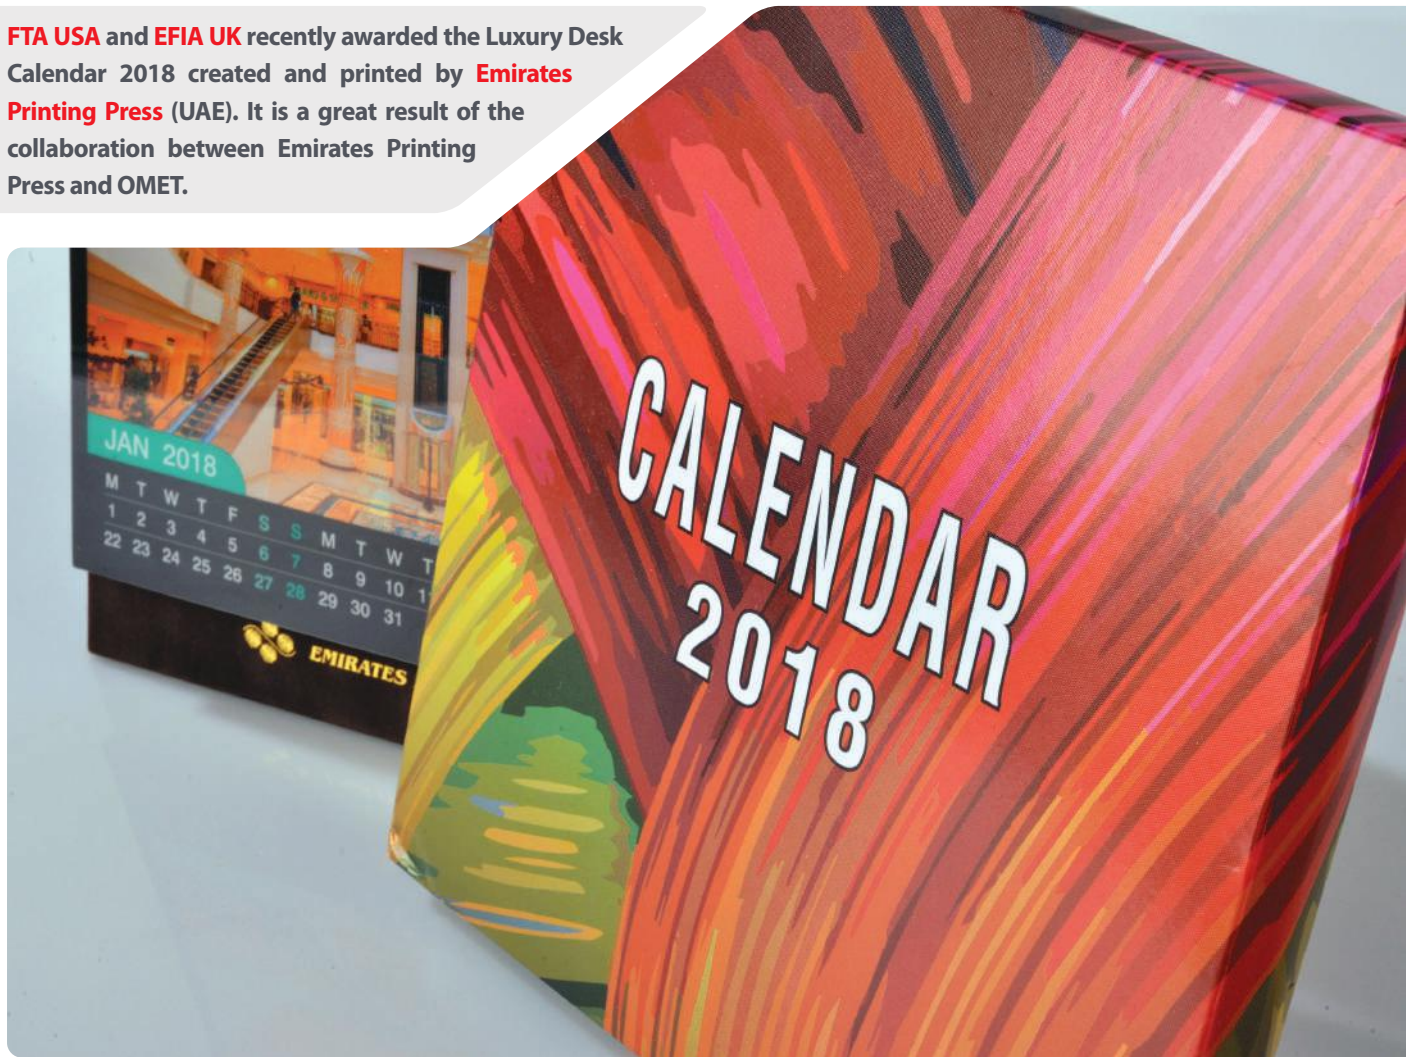 FTA USA and EFIA UK recently awarded the Luxury Desk
Calendar 2018 created and printed by Emirates
Printing Press (UAE). It is a great result of the
collaboration between Emirates Printing
Press and OMET.
JAN 2018
M T W T F S S M T W T
1 2 3 4 5 6 7 8 9 10
22 23 24 25 26 27 28 29 30 31
EMIRATES
CALENDAR
2018